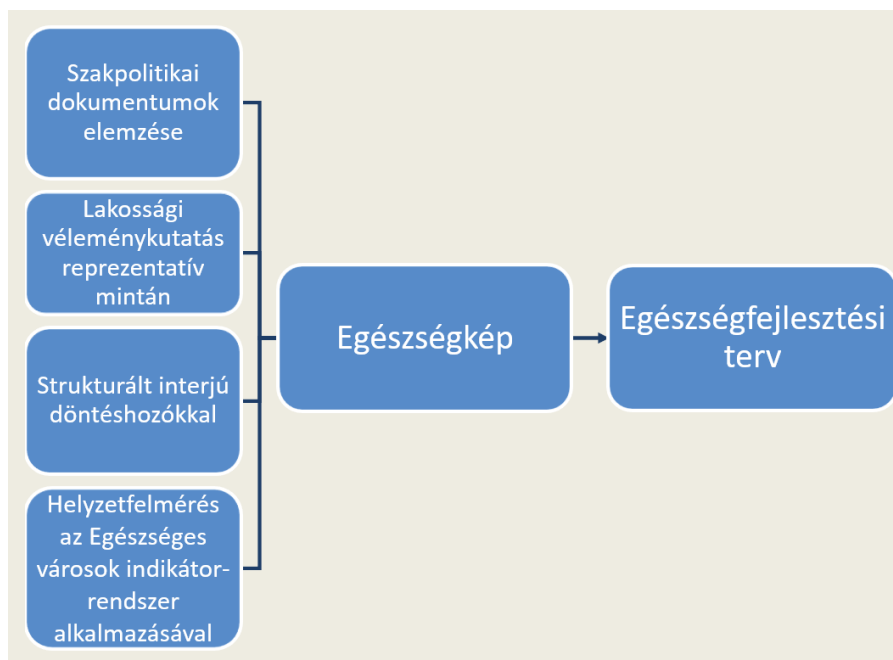 Szakpolitikai
dokumentumok
elemzése
Lakossági
véleménykutatás
reprezentatív
mintán
Strukturált interjú
döntéshozókkal
Helyzetfelmérés
az Egészséges
városok indikátor-
rendszer
alkalmazásával
Egészségkép
Egészségfejlesztési
terv